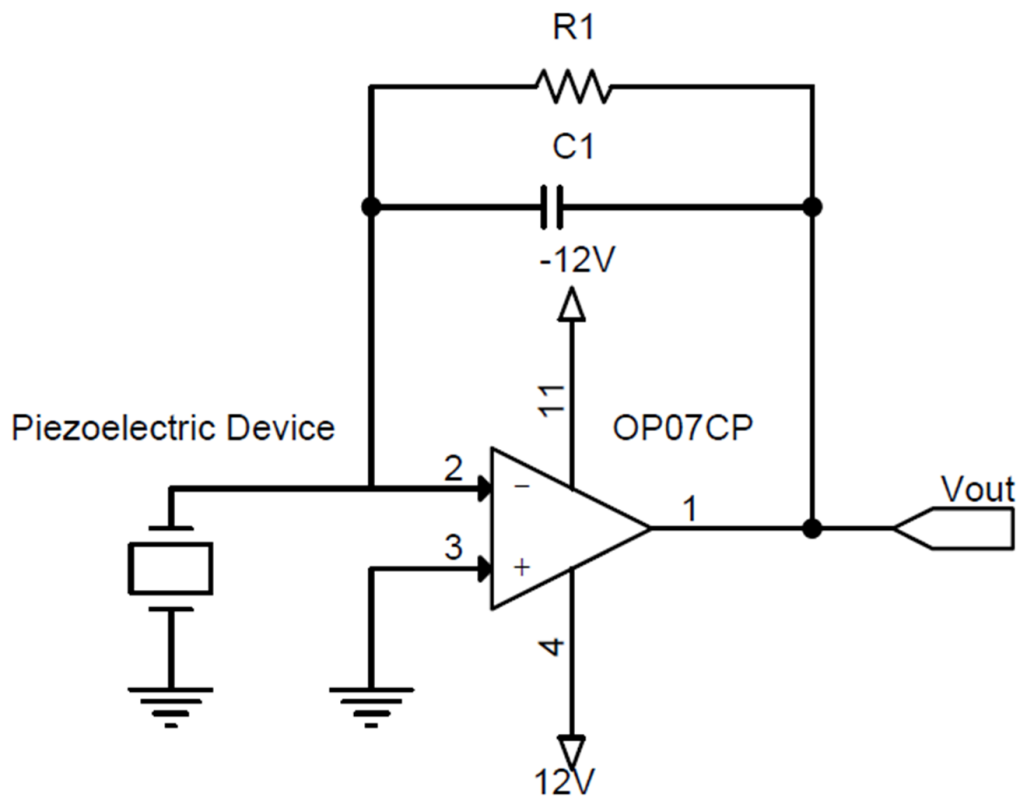 R1
C1
-12V
11
Piezoelectric Device
OP07CP
2
−
1
Vout
3
+
4
12V